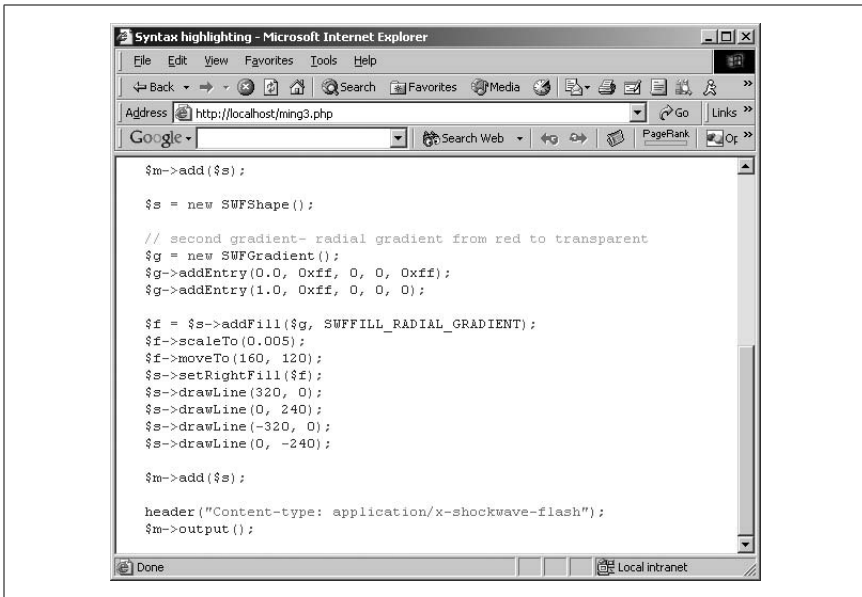 Syntax highlighting - Microsoft Internet Explorer
File Edit View Favorites Tools Help
Back Search Favorites Media »
Address http://localhost/ming3.php Go Links »
Google Search Web PageRank Op »
$m->add($s);
$s = new SWFShape();
// second gradient- radial gradient from red to transparent
$g = new SWFGradient();
$g->addEntry(0.0, 0xff, 0, 0, 0xff);
$g->addEntry(1.0, 0xff, 0, 0, 0);
$f = $s->addFill($g, SWFFILL_RADIAL_GRADIENT);
$f->scaleTo(0.005);
$f->moveTo(160, 120);
$s->setRightFill($f);
$s->drawLine(320, 0);
$s->drawLine(0, 240);
$s->drawLine(-320, 0);
$s->drawLine(0, -240);
$m->add($s);
header("Content-type: application/x-shockwave-flash");
$m->output();
Done Local intranet